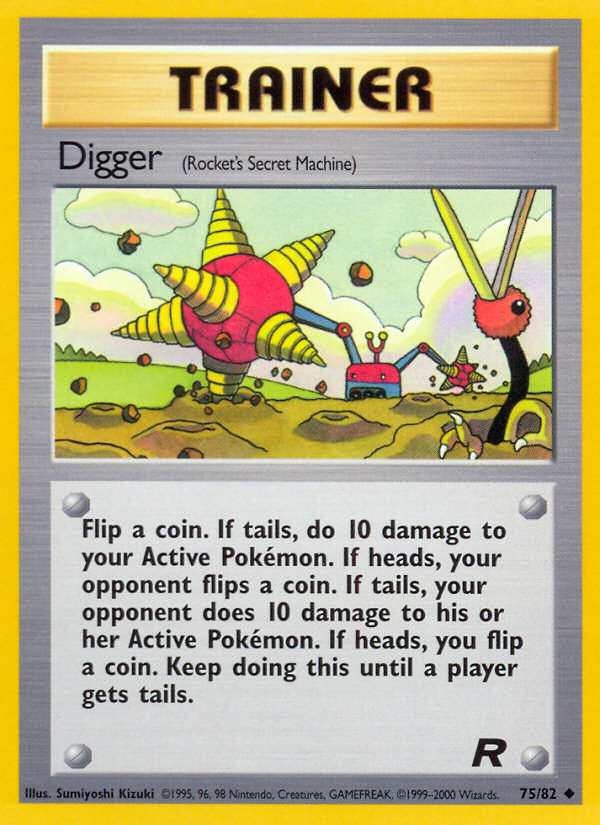 TRAINER
Digger (Rocket's Secret Machine)
Flip a coin. If tails, do 10 damage to
your Active Pokémon. If heads, your
opponent flips a coin. If tails, your
opponent does 10 damage to his or
her Active Pokémon. If heads, you flip
a coin. Keep doing this until a player
gets tails.
R
Illus. Sumiyoshi Kizuki ©1995, 96, 98 Nintendo, Creatures, GAMEFREAK. ©1999–2000 Wizards. 75/82 ◆